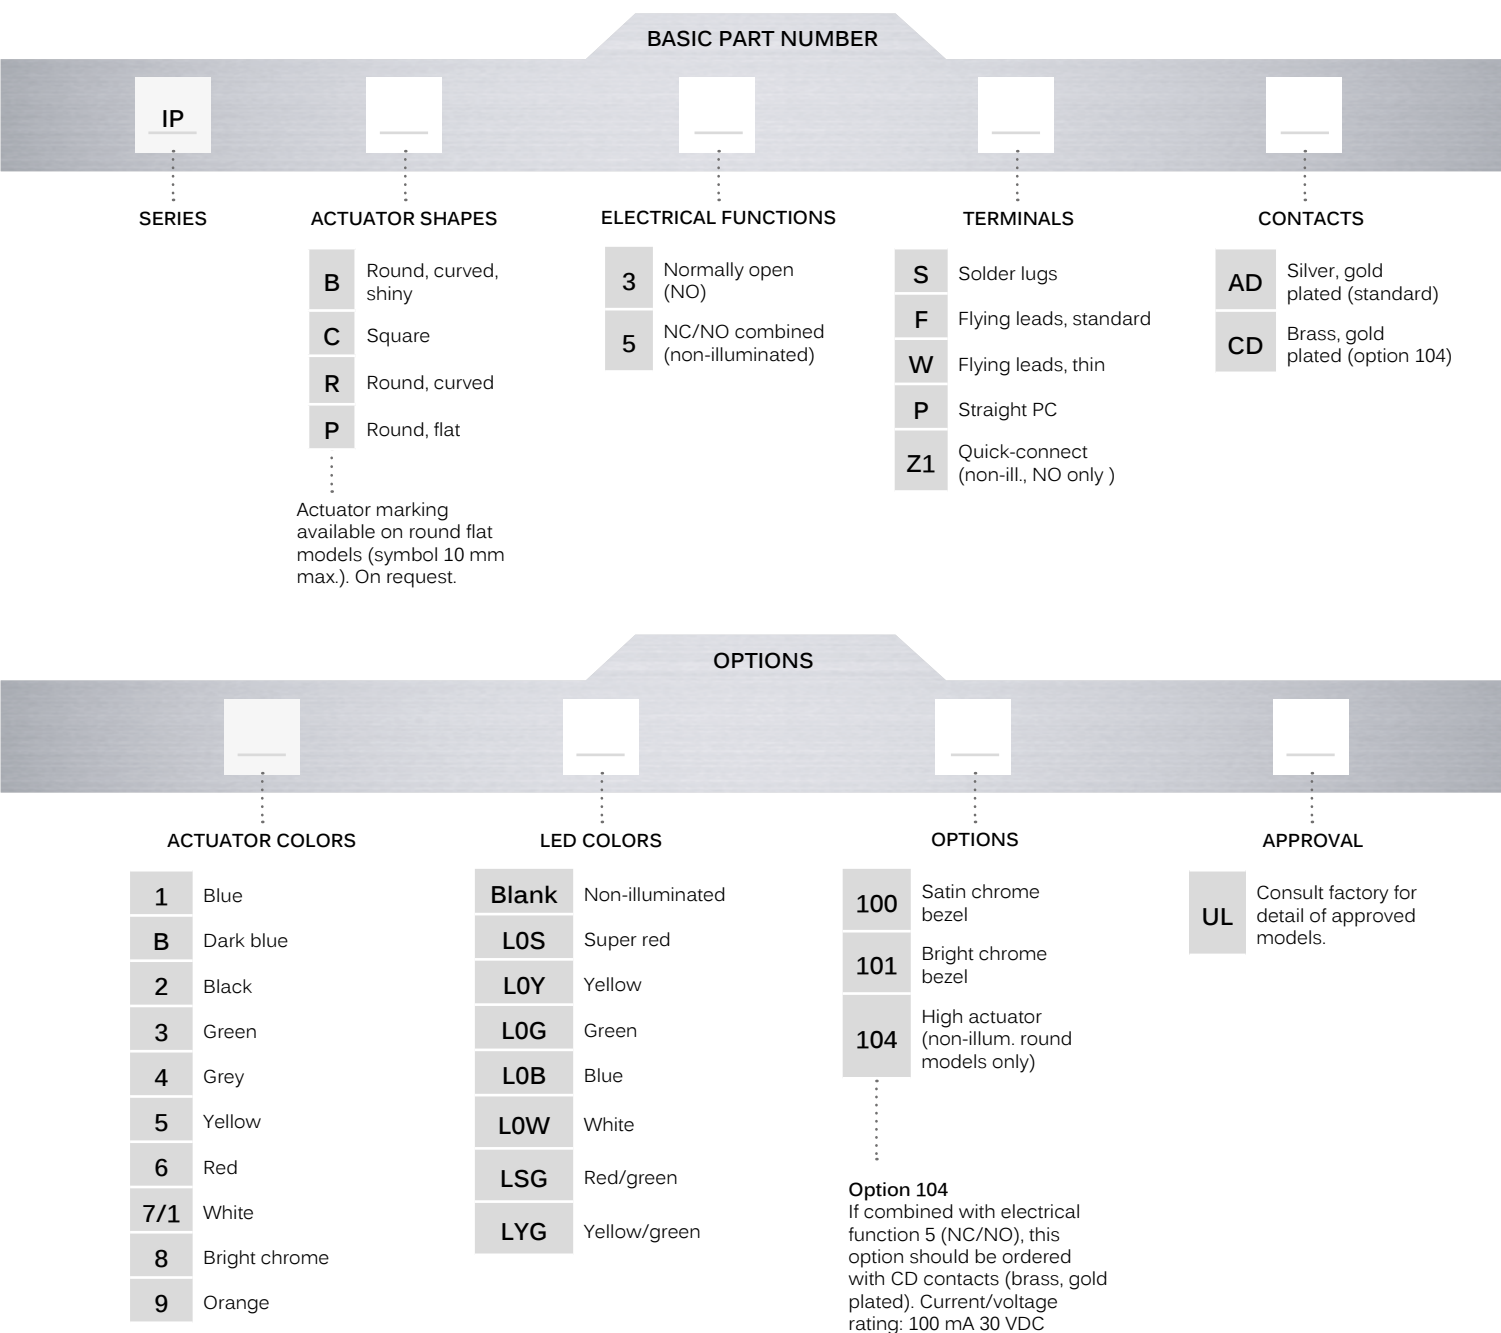 BASIC PART NUMBER
IP
SERIES
ACTUATOR SHAPES
B
Round, curved,
shiny
C
Square
R
Round, curved
P
Round, flat
Actuator marking
available on round flat
models (symbol 10 mm
max.). On request.
ELECTRICAL FUNCTIONS
3
Normally open
(NO)
5
NC/NO combined
(non-illuminated)
TERMINALS
S
Solder lugs
F
Flying leads, standard
W
Flying leads, thin
P
Straight PC
Z1
Quick-connect
(non-ill., NO only )
CONTACTS
AD
Silver, gold
plated (standard)
CD
Brass, gold
plated (option 104)
OPTIONS
ACTUATOR COLORS
1
Blue
B
Dark blue
2
Black
3
Green
4
Grey
5
Yellow
6
Red
7/1
White
8
Bright chrome
9
Orange
LED COLORS
Blank
Non-illuminated
L0S
Super red
L0Y
Yellow
L0G
Green
L0B
Blue
L0W
White
LSG
Red/green
LYG
Yellow/green
OPTIONS
100
Satin chrome
bezel
101
Bright chrome
bezel
104
High actuator
(non-illum. round
models only)
Option 104
If combined with electrical
function 5 (NC/NO), this
option should be ordered
with CD contacts (brass, gold
plated). Current/voltage
rating: 100 mA 30 VDC
APPROVAL
UL
Consult factory for
detail of approved
models.